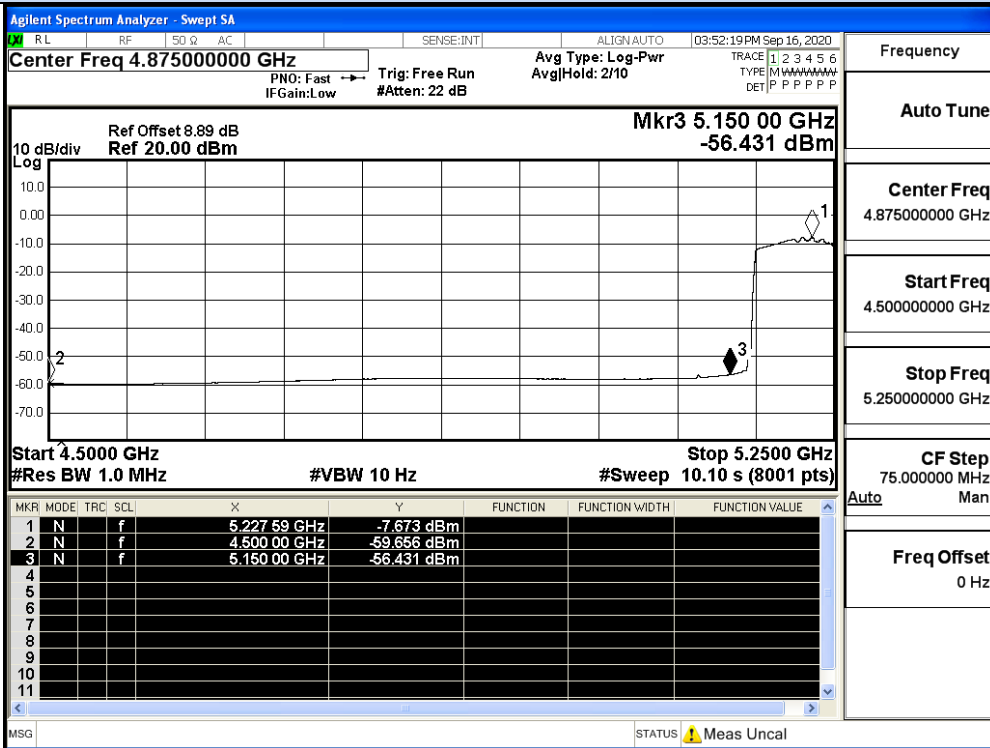 Agilent Spectrum Analyzer - Swept SA
LXI RL RF 50 Ω AC SENSE:INT ALIGNAUTO 03:52:19PM Sep 16, 2020
Center Freq 4.875000000 GHz
PNO: Fast
IFGain:Low
Trig: Free Run
#Atten: 22 dB
Avg Type: Log-Pwr
Avg|Hold: 2/10
TRACE 1 2 3 4 5 6
TYPE MWWWWW
DET P P P P P P
Mkr3 5.150 00 GHz
-56.431 dBm
Ref Offset 8.89 dB
10 dB/div Ref 20.00 dBm
Log
10.0
0.00
-10.0
-20.0
-30.0
-40.0
-50.0
-60.0
-70.0
1
2
3
Start 4.5000 GHz Stop 5.2500 GHz
#Res BW 1.0 MHz #VBW 10 Hz #Sweep 10.10 s (8001 pts)
MKR MODE TRC SCL X Y FUNCTION FUNCTION WIDTH FUNCTION VALUE
1 N f 5.227 59 GHz -7.673 dBm
2 N f 4.500 00 GHz -59.656 dBm
3 N f 5.150 00 GHz -56.431 dBm
4
5
6
7
8
9
10
11
MSG STATUS Meas Uncal
Frequency
Auto Tune
Center Freq
4.875000000 GHz
Start Freq
4.500000000 GHz
Stop Freq
5.250000000 GHz
CF Step
75.000000 MHz
Auto Man
Freq Offset
0 Hz